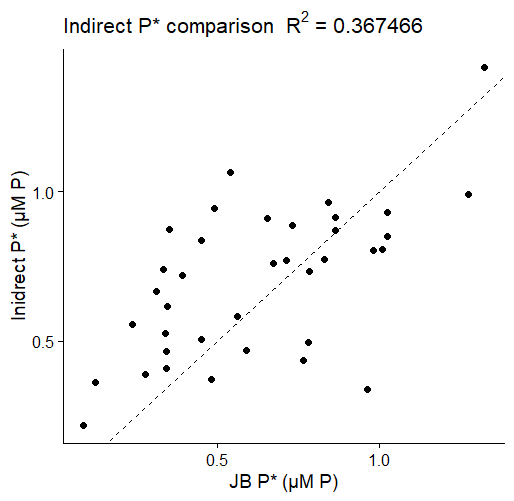 Indirect P* comparison  R² = 0.367466
Inidrect P* (µM P)
1.0
0.5
0.5
1.0
JB P* (µM P)